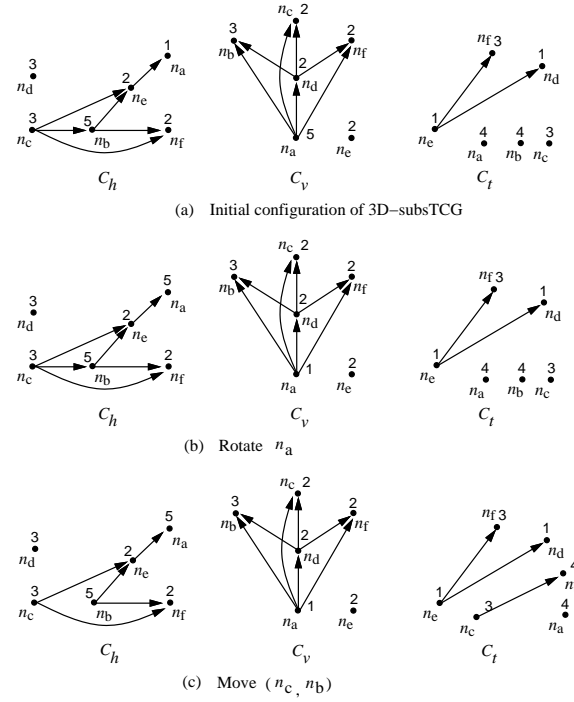 3
n_d
3
n_c
5
n_b
2
n_e
1
n_a
2
n_f
C_h
n_c 2
3
n_b
2
n_f
2
n_d
n_a 5
2
n_e
C_v
n_f 3
1
n_d
1
n_e
4
n_a
4
n_b
3
n_c
C_t
(a) Initial configuration of 3D–subsTCG
3
n_d
3
n_c
5
n_b
2
n_e
5
n_a
2
n_f
C_h
n_c 2
3
n_b
2
n_f
2
n_d
n_a 1
2
n_e
C_v
n_f 3
1
n_d
1
n_e
4
n_a
4
n_b
3
n_c
C_t
(b) Rotate n_a
3
n_d
3
n_c
5
n_b
2
n_e
5
n_a
2
n_f
C_h
n_c 2
3
n_b
2
n_f
2
n_d
n_a 1
2
n_e
C_v
n_f 3
1
n_d
1
n_e
3
n_c
4
n
4
n_a
C_t
(c) Move (n_c, n_b)